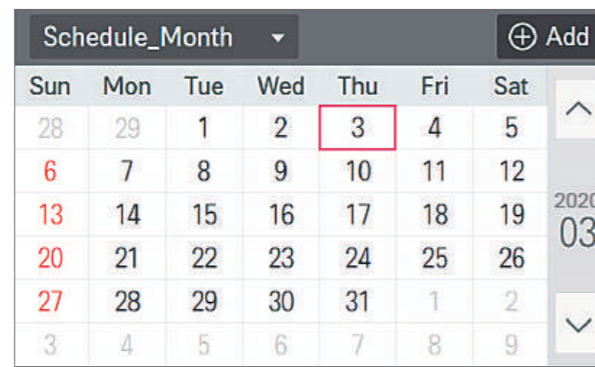 Schedule_Month Add
Sun Mon Tue Wed Thu Fri Sat
28 29 1 2 3 4 5
6 7 8 9 10 11 12
13 14 15 16 17 18 19 2020
20 21 22 23 24 25 26 03
27 28 29 30 31 1 2
3 4 5 6 7 8 9